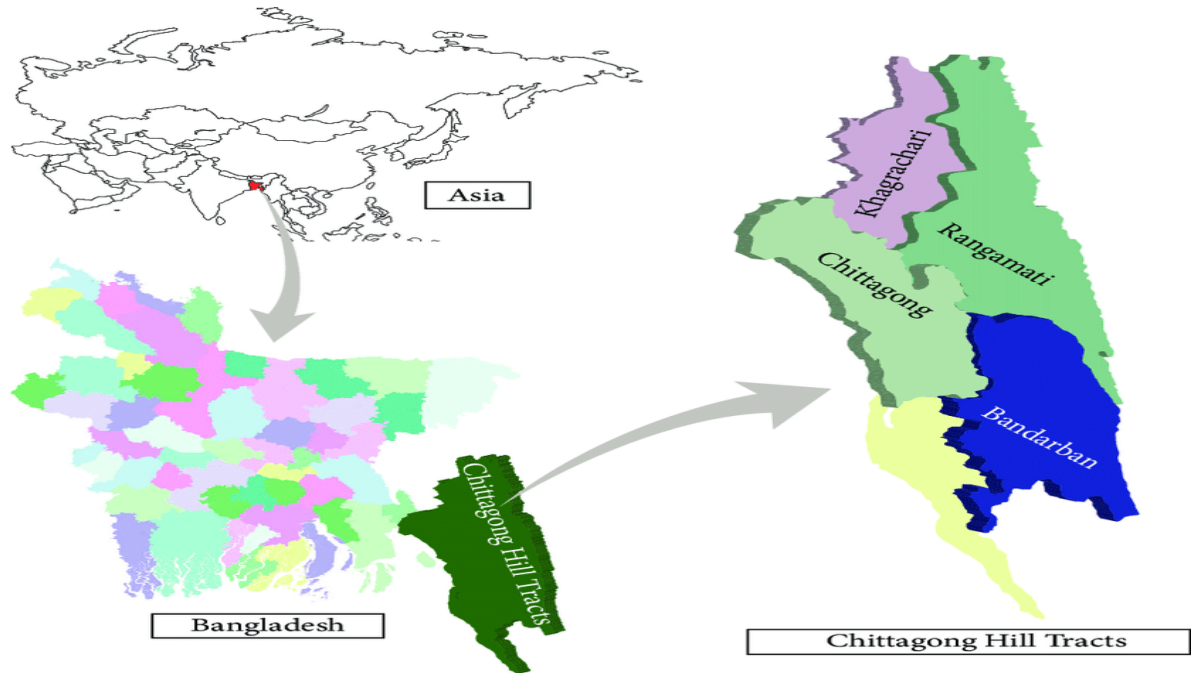 Asia
Khagrachari
Rangamati
Chittagong
Bandarban
Chittagong Hill Tracts
Bangladesh
Chittagong Hill Tracts